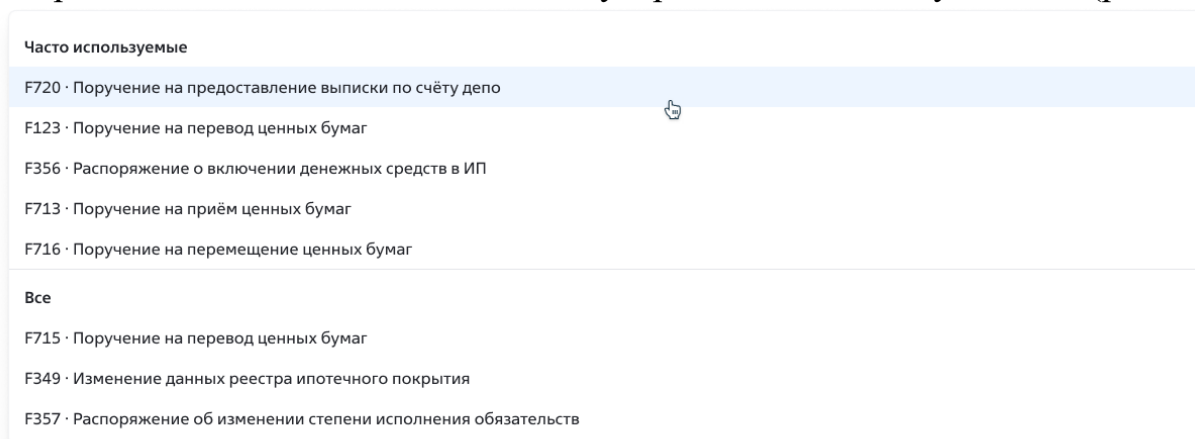 Часто используемые
F720 · Поручение на предоставление выписки по счёту депо
F123 · Поручение на перевод ценных бумаг
F356 · Распоряжение о включении денежных средств в ИП
F713 · Поручение на приём ценных бумаг
F716 · Поручение на перемещение ценных бумаг
Все
F715 · Поручение на перевод ценных бумаг
F349 · Изменение данных реестра ипотечного покрытия
F357 · Распоряжение об изменении степени исполнения обязательств